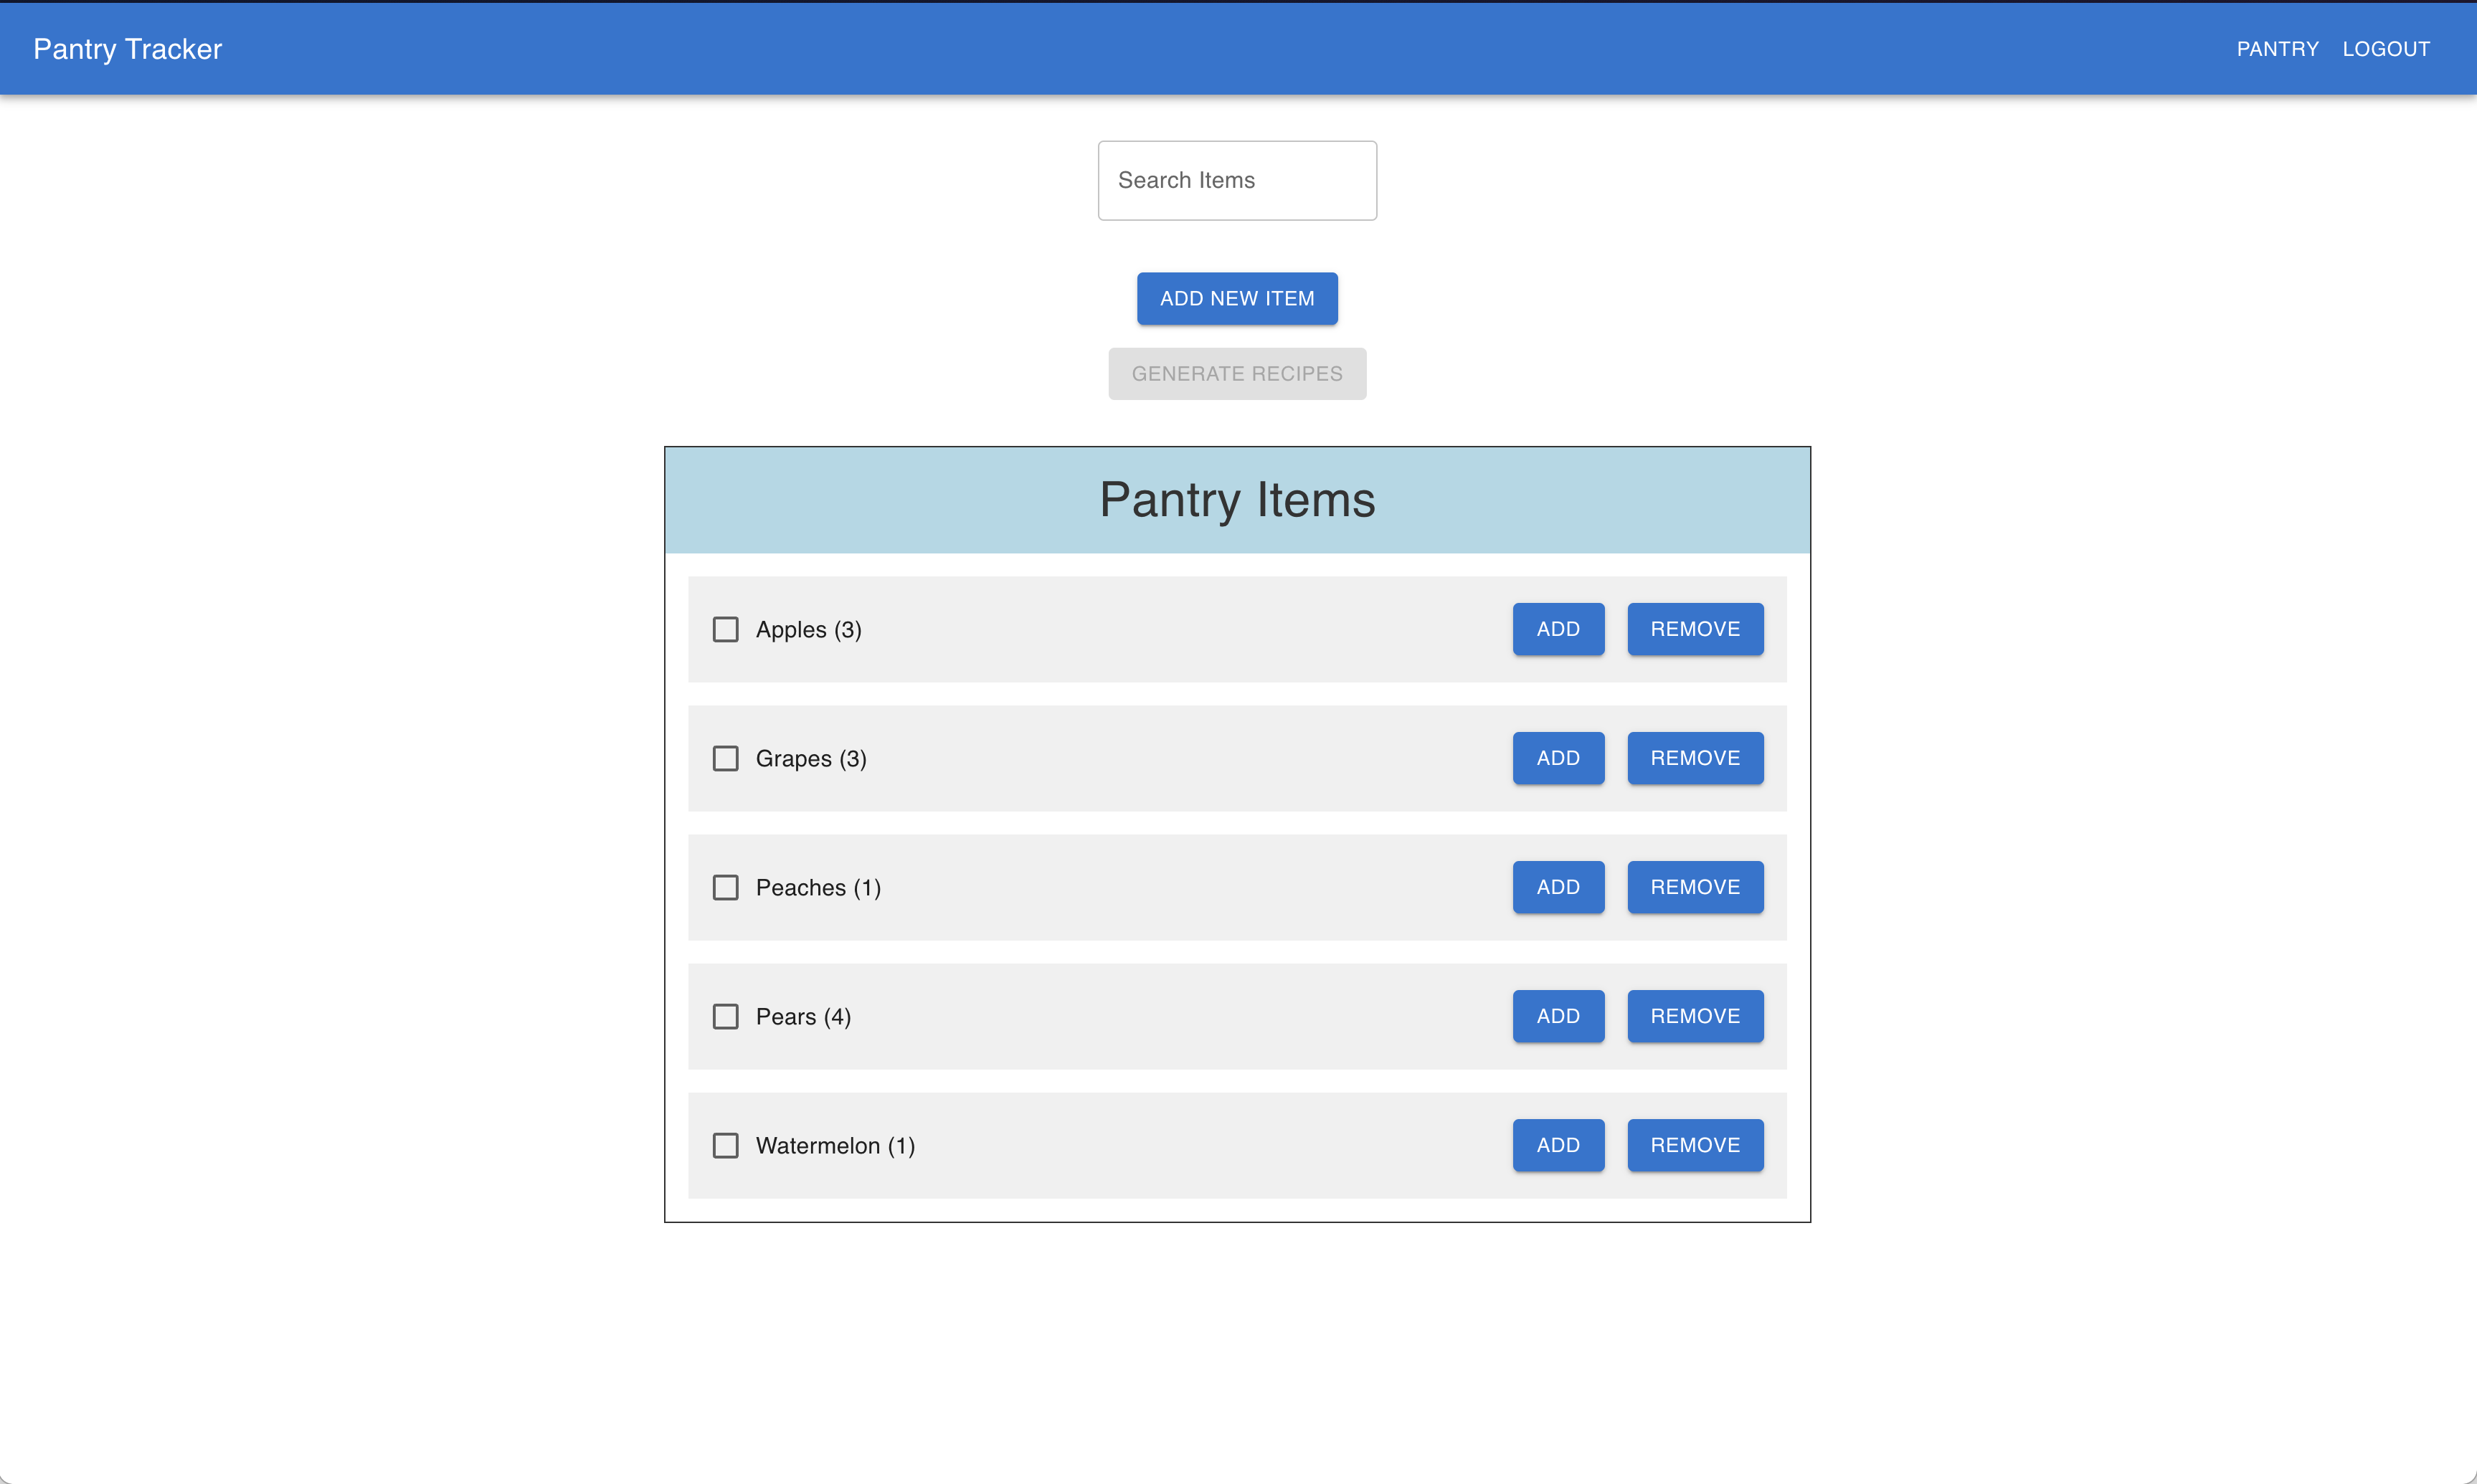 Pantry Tracker PANTRY LOGOUT
Search Items
ADD NEW ITEM
GENERATE RECIPES
Pantry Items
Apples (3) ADD REMOVE
Grapes (3) ADD REMOVE
Peaches (1) ADD REMOVE
Pears (4) ADD REMOVE
Watermelon (1) ADD REMOVE